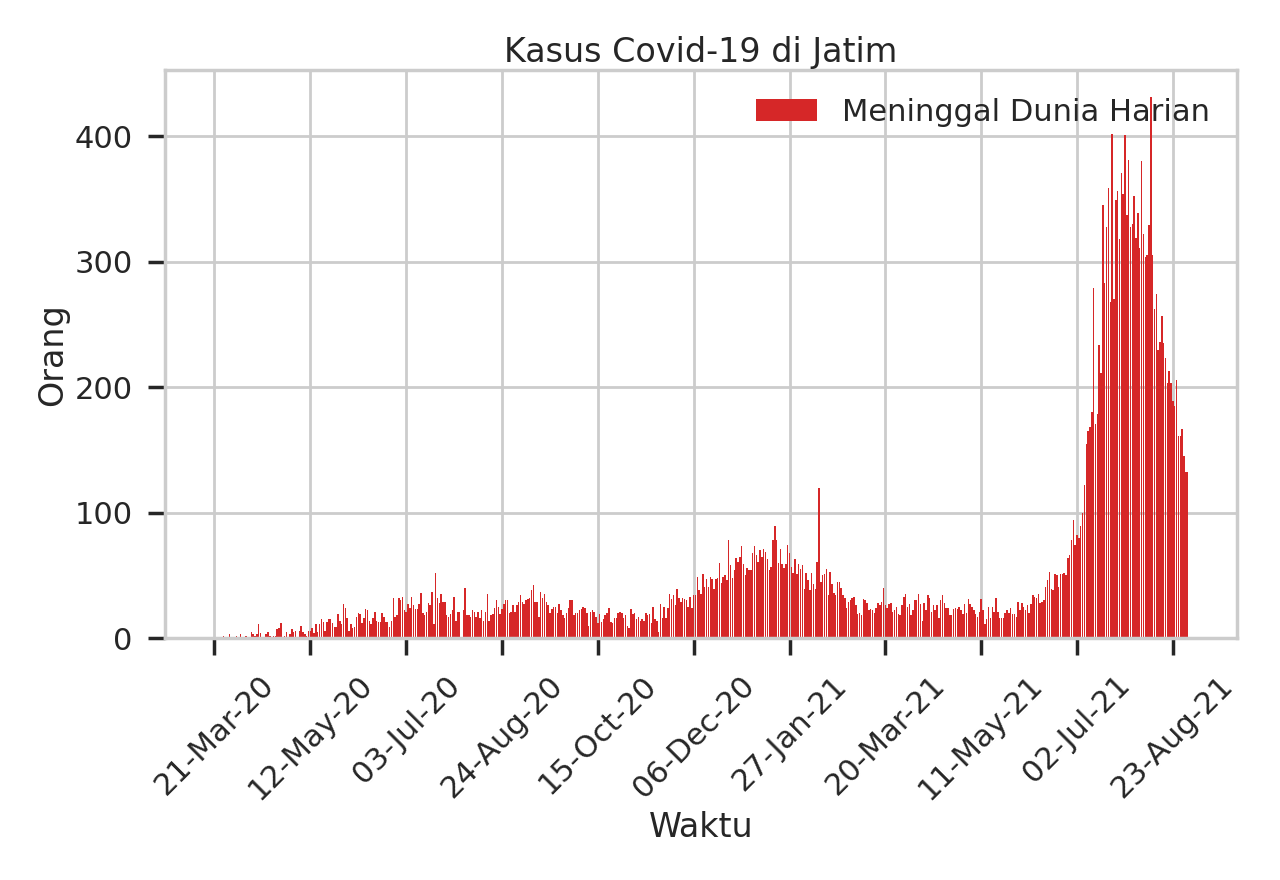 Kasus Covid-19 di Jatim
Meninggal Dunia Harian
Orang
400
300
200
100
0
21-Mar-20
12-May-20
03-Jul-20
24-Aug-20
15-Oct-20
06-Dec-20
27-Jan-21
20-Mar-21
11-May-21
02-Jul-21
23-Aug-21
Waktu